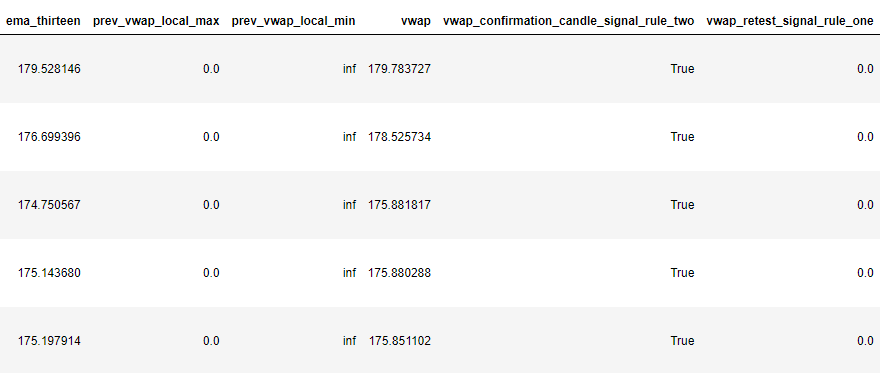 ema_thirteen prev_vwap_local_max prev_vwap_local_min vwap vwap_confirmation_candle_signal_rule_two vwap_retest_signal_rule_one
179.528146 0.0 inf 179.783727 True 0.0
176.699396 0.0 inf 178.525734 True 0.0
174.750567 0.0 inf 175.881817 True 0.0
175.143680 0.0 inf 175.880288 True 0.0
175.197914 0.0 inf 175.851102 True 0.0